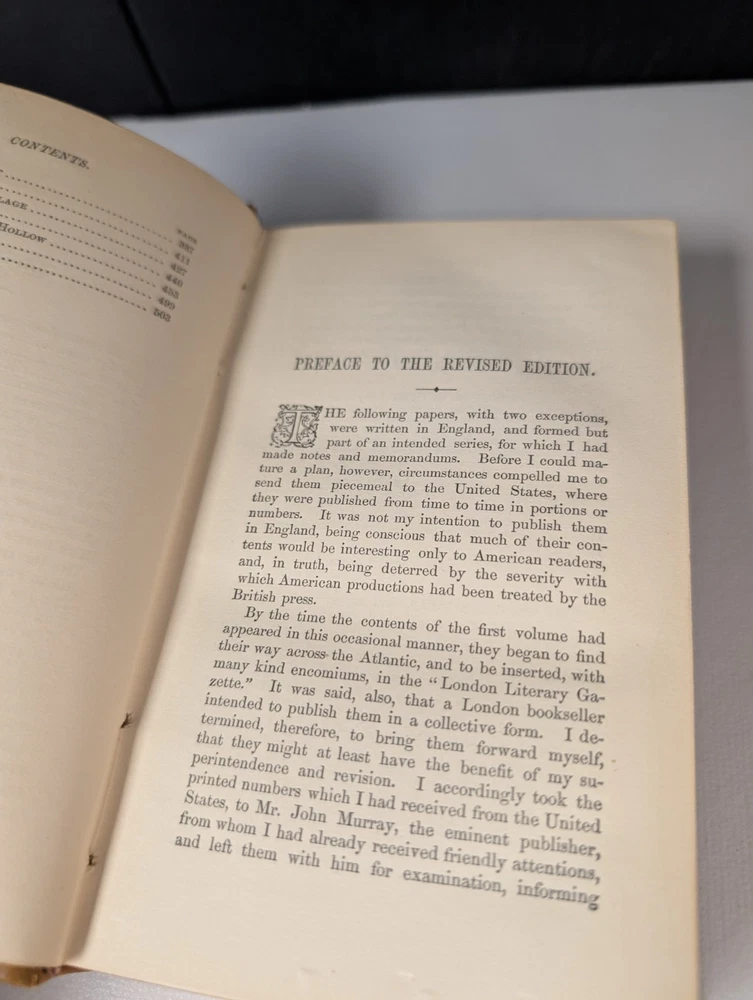 CONTENTS.
PAGE
397
LAGE
411
HOLLOW
427
440
455
499
503
PREFACE TO THE REVISED EDITION.
THE following papers, with two exceptions,
were written in England, and formed but
part of an intended series, for which I had
made notes and memorandums. Before I could ma-
ture a plan, however, circumstances compelled me to
send them piecemeal to the United States, where
they were published from time to time in portions or
numbers. It was not my intention to publish them
in England, being conscious that much of their con-
tents would be interesting only to American readers,
and, in truth, being deterred by the severity with
which American productions had been treated by the
British press.
By the time the contents of the first volume had
appeared in this occasional manner, they began to find
their way across the Atlantic, and to be inserted, with
many kind encomiums, in the "London Literary Ga-
zette." It was said, also, that a London bookseller
intended to publish them in a collective form. I de-
termined, therefore, to bring them forward myself,
that they might at least have the benefit of my su-
perintendence and revision. I accordingly took the
printed numbers which I had received from the United
States, to Mr. John Murray, the eminent publisher,
from whom I had already received friendly attentions,
and left them with him for examination, informing